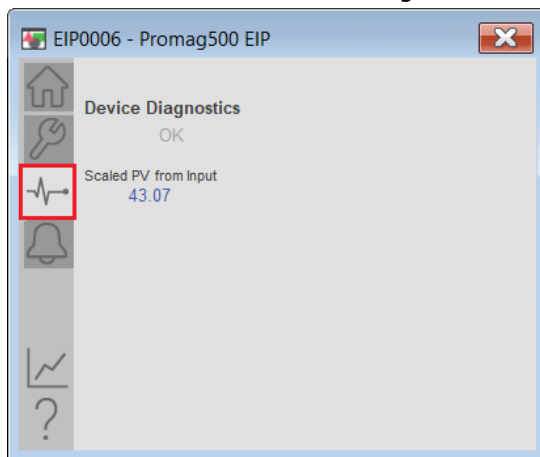 EIP0006 - Promag500 EIP
Device Diagnostics
OK
Scaled PV from Input
43.07
?